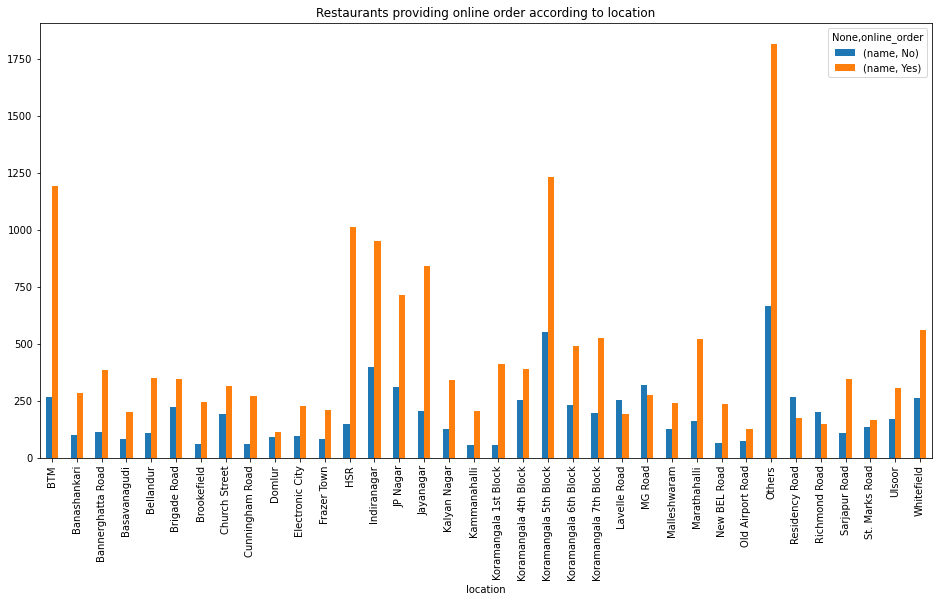 Restaurants providing online order according to location
None,online_order
(name, No)
(name, Yes)
1750
1500
1250
1000
750
500
250
0
BTM
Banashankari
Bannerghatta Road
Basavanagudi
Bellandur
Brigade Road
Brookefield
Church Street
Cunningham Road
Domlur
Electronic City
Frazer Town
HSR
Indiranagar
JP Nagar
Jayanagar
Kalyan Nagar
Kammanahalli
Koramangala 1st Block
Koramangala 4th Block
Koramangala 5th Block
Koramangala 6th Block
Koramangala 7th Block
Lavelle Road
MG Road
Malleshwaram
Marathahalli
New BEL Road
Old Airport Road
Others
Residency Road
Richmond Road
Sarjapur Road
St. Marks Road
Ulsoor
Whitefield
location